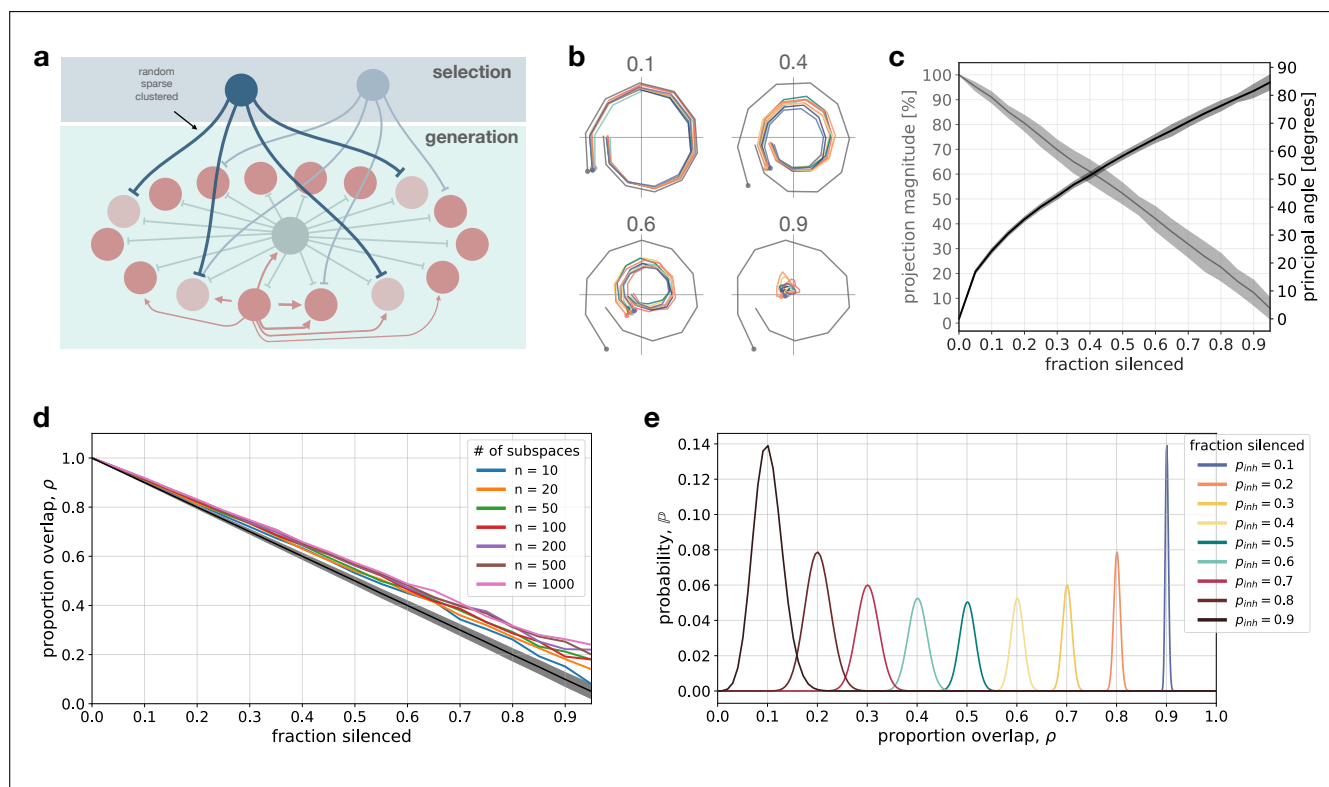 a
random
sparse
clustered
selection
generation
b
0.1
0.4
0.6
0.9
c
projection magnitude [%]
100
90
80
70
60
50
40
30
20
10
0
0.0 0.1 0.2 0.3 0.4 0.5 0.6 0.7 0.8 0.9
fraction silenced
90
80
70
60
50
40
30
20
10
0
principal angle [degrees]
d
proportion overlap, ρ
1.0
0.8
0.6
0.4
0.2
0.0
0.0 0.1 0.2 0.3 0.4 0.5 0.6 0.7 0.8 0.9
fraction silenced
# of subspaces
n = 10
n = 20
n = 50
n = 100
n = 200
n = 500
n = 1000
e
probability, ℙ
0.14
0.12
0.10
0.08
0.06
0.04
0.02
0.00
0.0 0.1 0.2 0.3 0.4 0.5 0.6 0.7 0.8 0.9 1.0
proportion overlap, ρ
fraction silenced
p_inh = 0.1
p_inh = 0.2
p_inh = 0.3
p_inh = 0.4
p_inh = 0.5
p_inh = 0.6
p_inh = 0.7
p_inh = 0.8
p_inh = 0.9